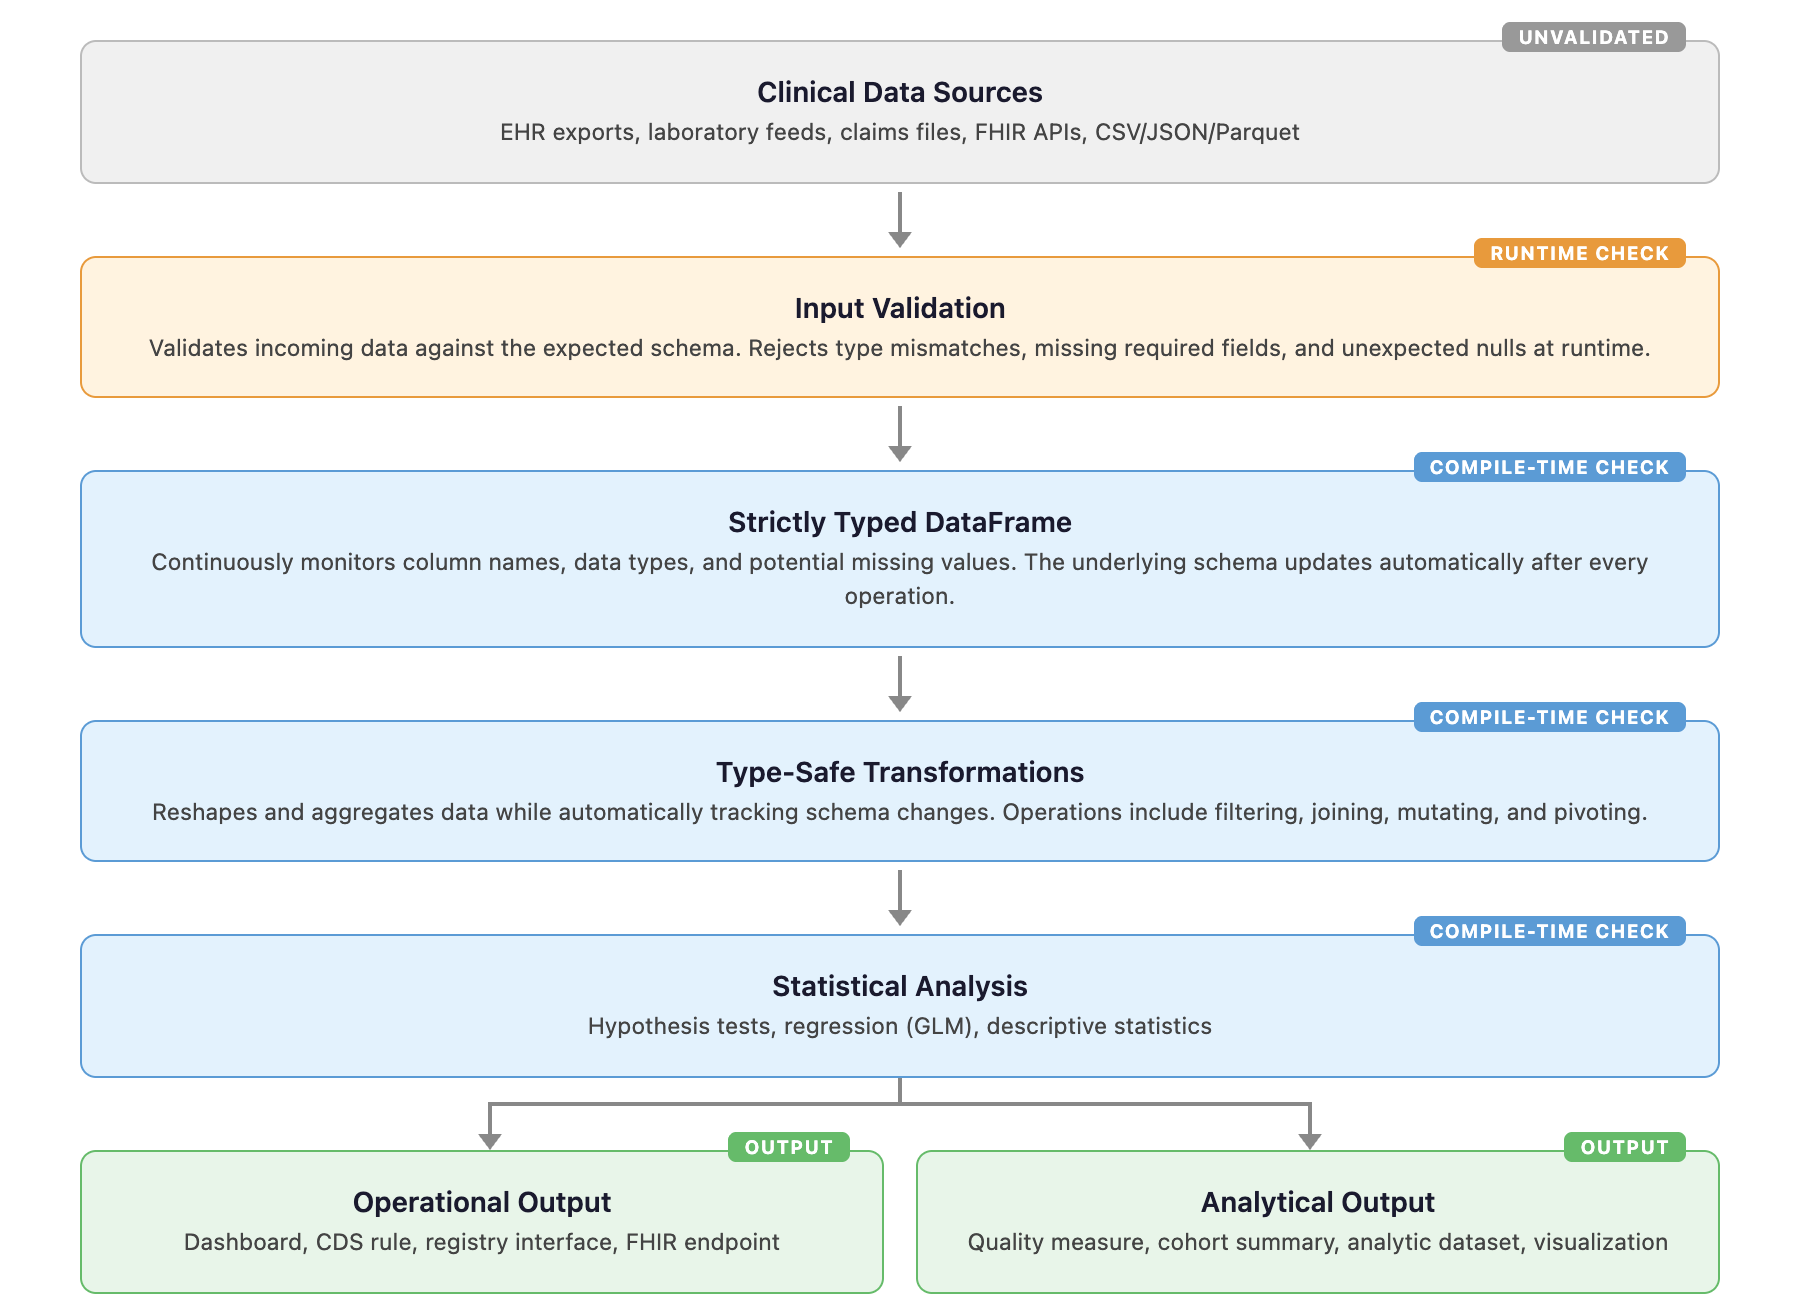 UNVALIDATED
Clinical Data Sources
EHR exports, laboratory feeds, claims files, FHIR APIs, CSV/JSON/Parquet
RUNTIME CHECK
Input Validation
Validates incoming data against the expected schema. Rejects type mismatches, missing required fields, and unexpected nulls at runtime.
COMPILE-TIME CHECK
Strictly Typed DataFrame
Continuously monitors column names, data types, and potential missing values. The underlying schema updates automatically after every
operation.
COMPILE-TIME CHECK
Type-Safe Transformations
Reshapes and aggregates data while automatically tracking schema changes. Operations include filtering, joining, mutating, and pivoting.
COMPILE-TIME CHECK
Statistical Analysis
Hypothesis tests, regression (GLM), descriptive statistics
OUTPUT
Operational Output
Dashboard, CDS rule, registry interface, FHIR endpoint
OUTPUT
Analytical Output
Quality measure, cohort summary, analytic dataset, visualization